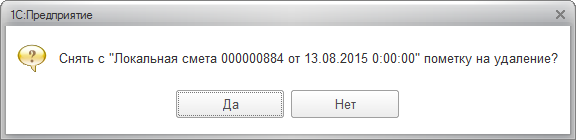 1С:Предприятие
Снять с "Локальная смета 000000884 от 13.08.2015 0:00:00" пометку на удаление?
Да
Нет